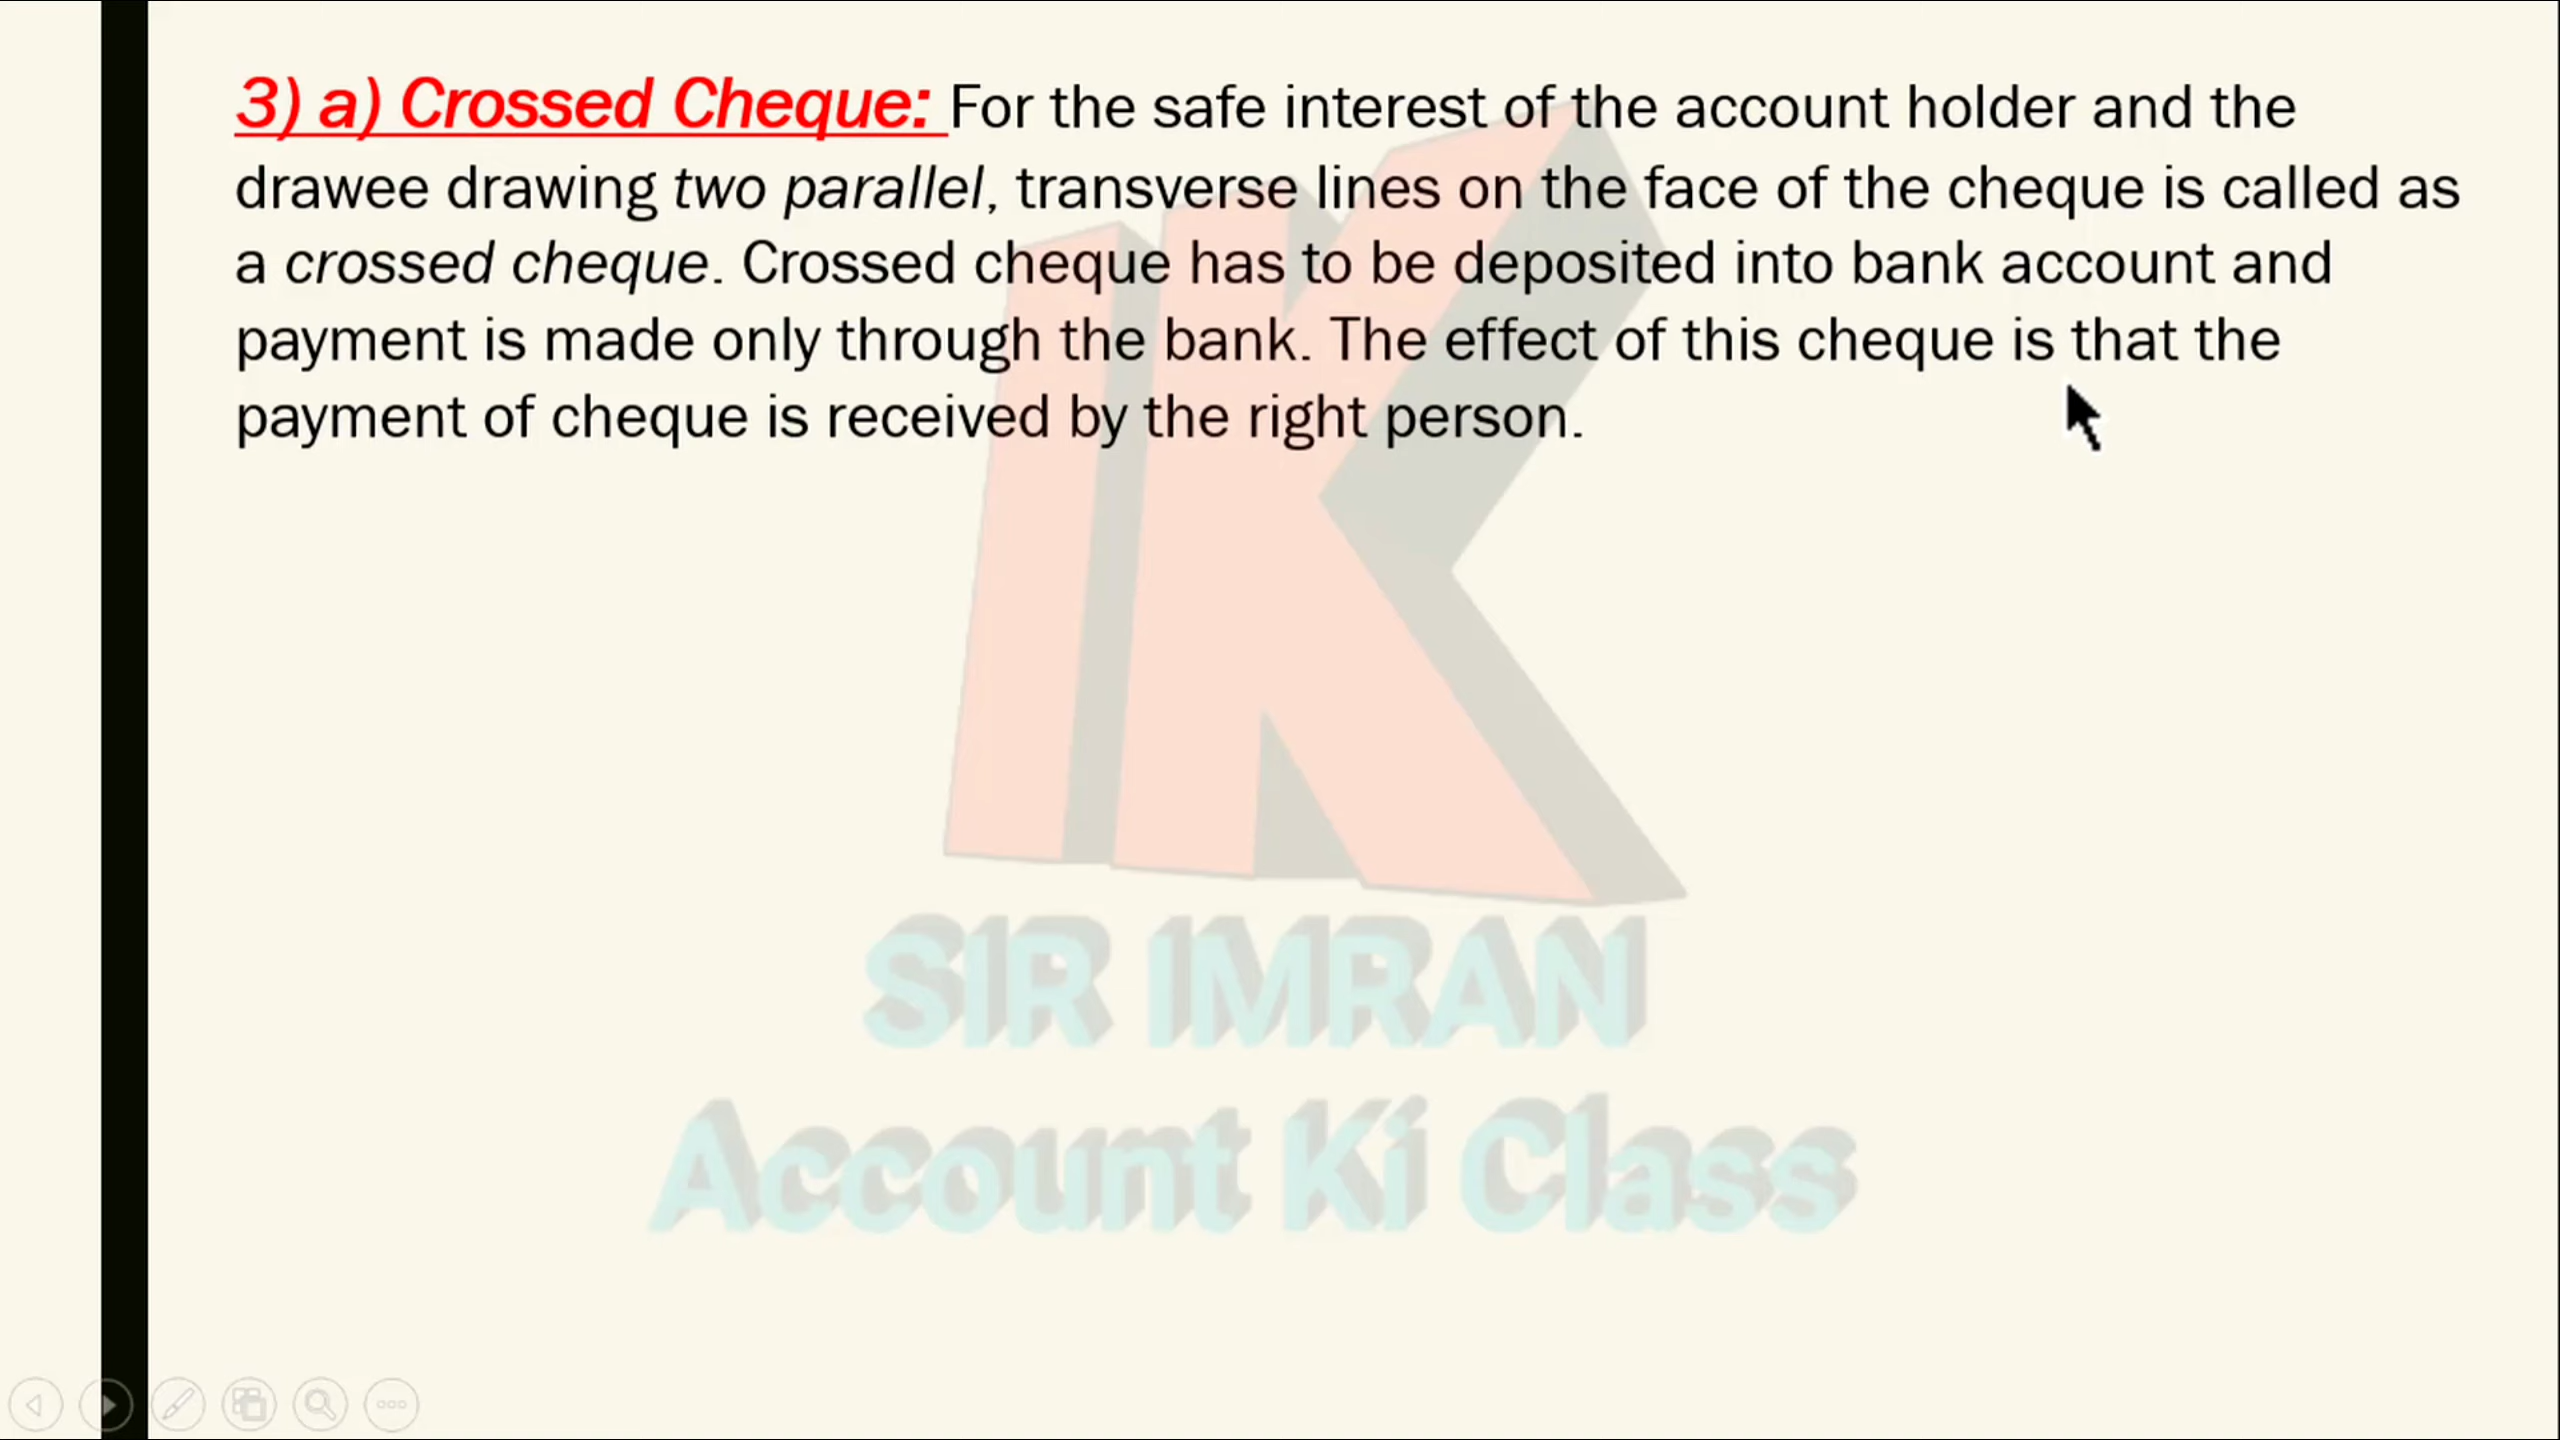 3) a) Crossed Cheque: For the safe interest of the account holder and the
drawee drawing two parallel, transverse lines on the face of the cheque is called as
a crossed cheque. Crossed cheque has to be deposited into bank account and
payment is made only through the bank. The effect of this cheque is that the
payment of cheque is received by the right person.
IK
SIR IMRAN
Account Ki Class